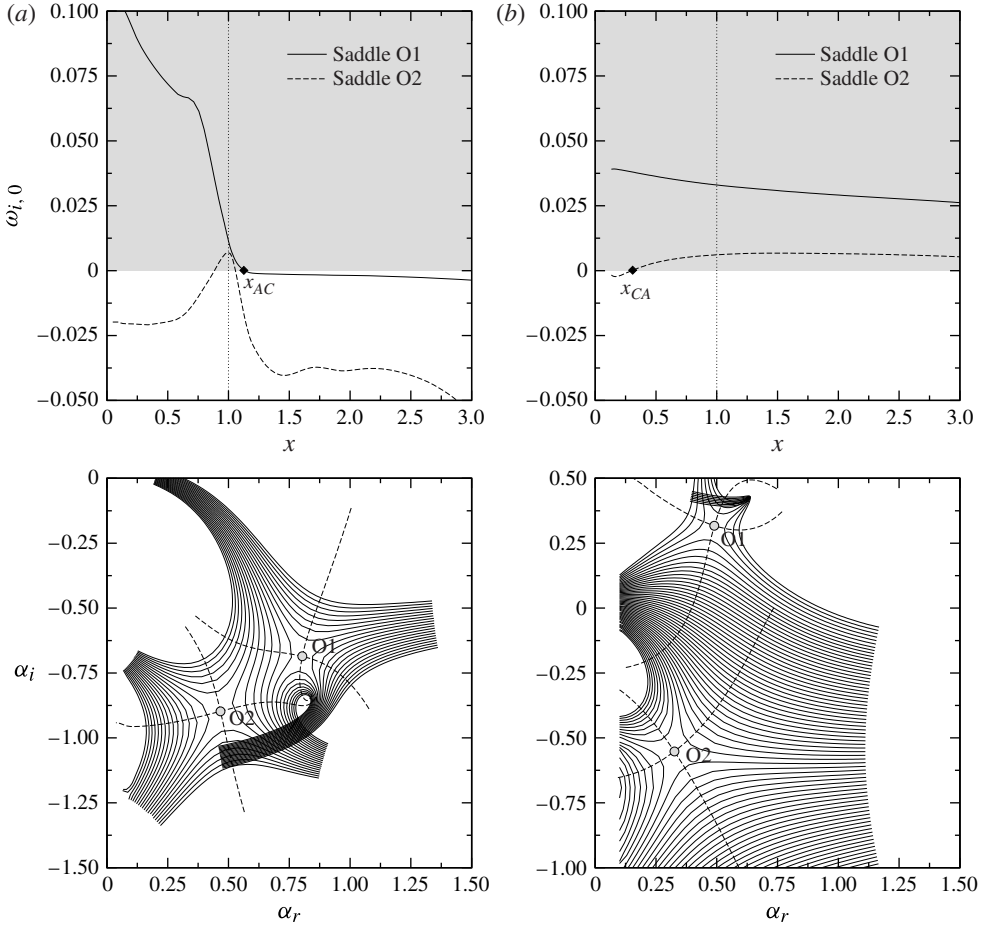 (a)
0.100
0.075
0.050
0.025
0
−0.025
−0.050
ω_{i, 0}
Saddle O1
Saddle O2
x_{AC}
0 0.5 1.0 1.5 2.0 2.5 3.0
x
(b)
0.100
0.075
0.050
0.025
0
−0.025
−0.050
Saddle O1
Saddle O2
x_{CA}
0 0.5 1.0 1.5 2.0 2.5 3.0
x
0
−0.25
−0.50
−0.75
−1.00
−1.25
−1.50
α_i
O1
O2
0 0.25 0.50 0.75 1.00 1.25 1.50
α_r
0.50
0.25
0
−0.25
−0.50
−0.75
−1.00
O1
O2
0 0.25 0.50 0.75 1.00 1.25 1.50
α_r